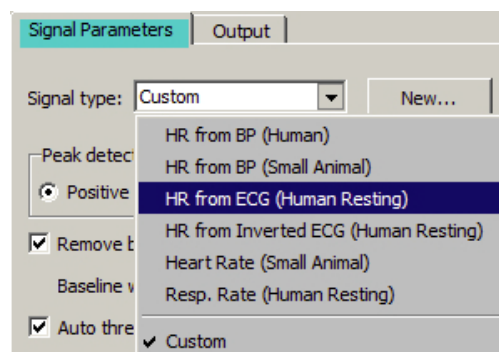 Signal Parameters Output
Signal type: Custom New...
HR from BP (Human)
Peak detec
HR from BP (Small Animal)
Positive
HR from ECG (Human Resting)
HR from Inverted ECG (Human Resting)
Remove b
Heart Rate (Small Animal)
Baseline w
Resp. Rate (Human Resting)
Auto thre
Custom